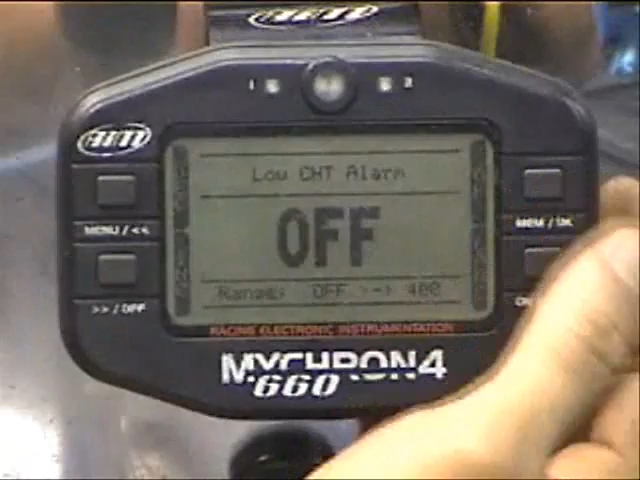 AIM
1 2
AIM
Low CHT Alarm
MENU / <<
MEM / OK
OFF
>> / OFF
ON
Range: OFF >-> 400
RACING ELECTRONIC INSTRUMENTATION
MYCHRON4
660